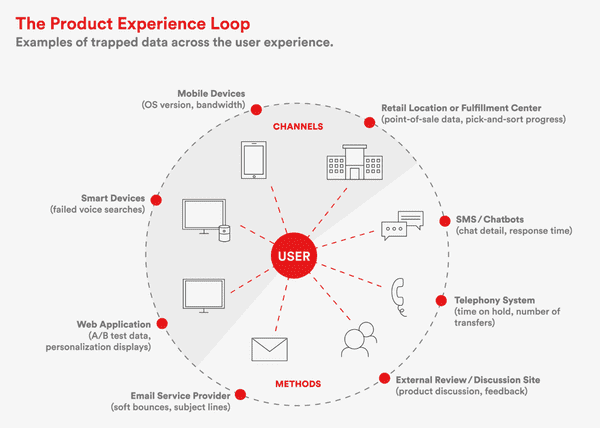 The Product Experience Loop
Examples of trapped data across the user experience.
Mobile Devices
(OS version, bandwidth)
CHANNELS
Retail Location or Fulfillment Center
(point-of-sale data, pick-and-sort progress)
Smart Devices
(failed voice searches)
SMS/Chatbots
(chat detail, response time)
USER
Telephony System
(time on hold, number of
transfers)
Web Application
(A/B test data,
personalization displays)
External Review/Discussion Site
(product discussion, feedback)
METHODS
Email Service Provider
(soft bounces, subject lines)